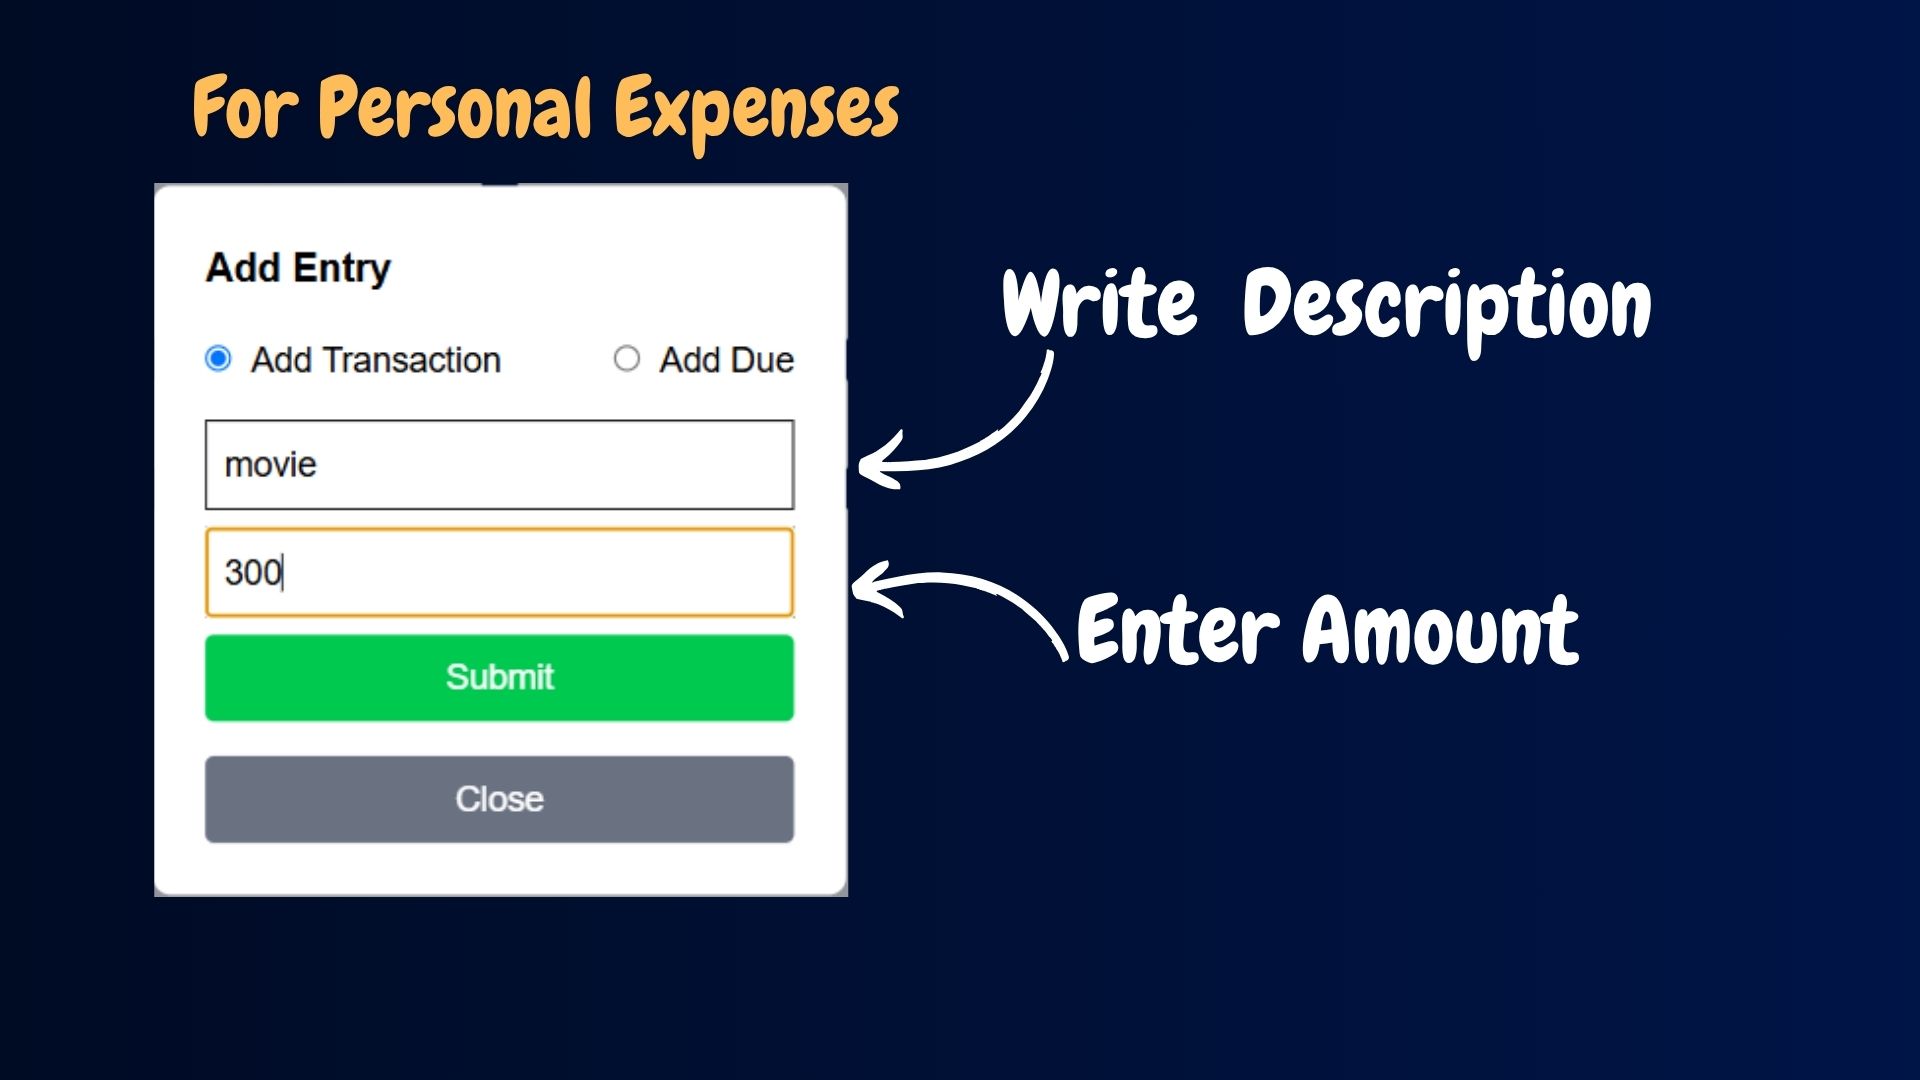 For Personal Expenses
Add Entry
Add Transaction
Add Due
movie
300
Submit
Close
Write Description
Enter Amount